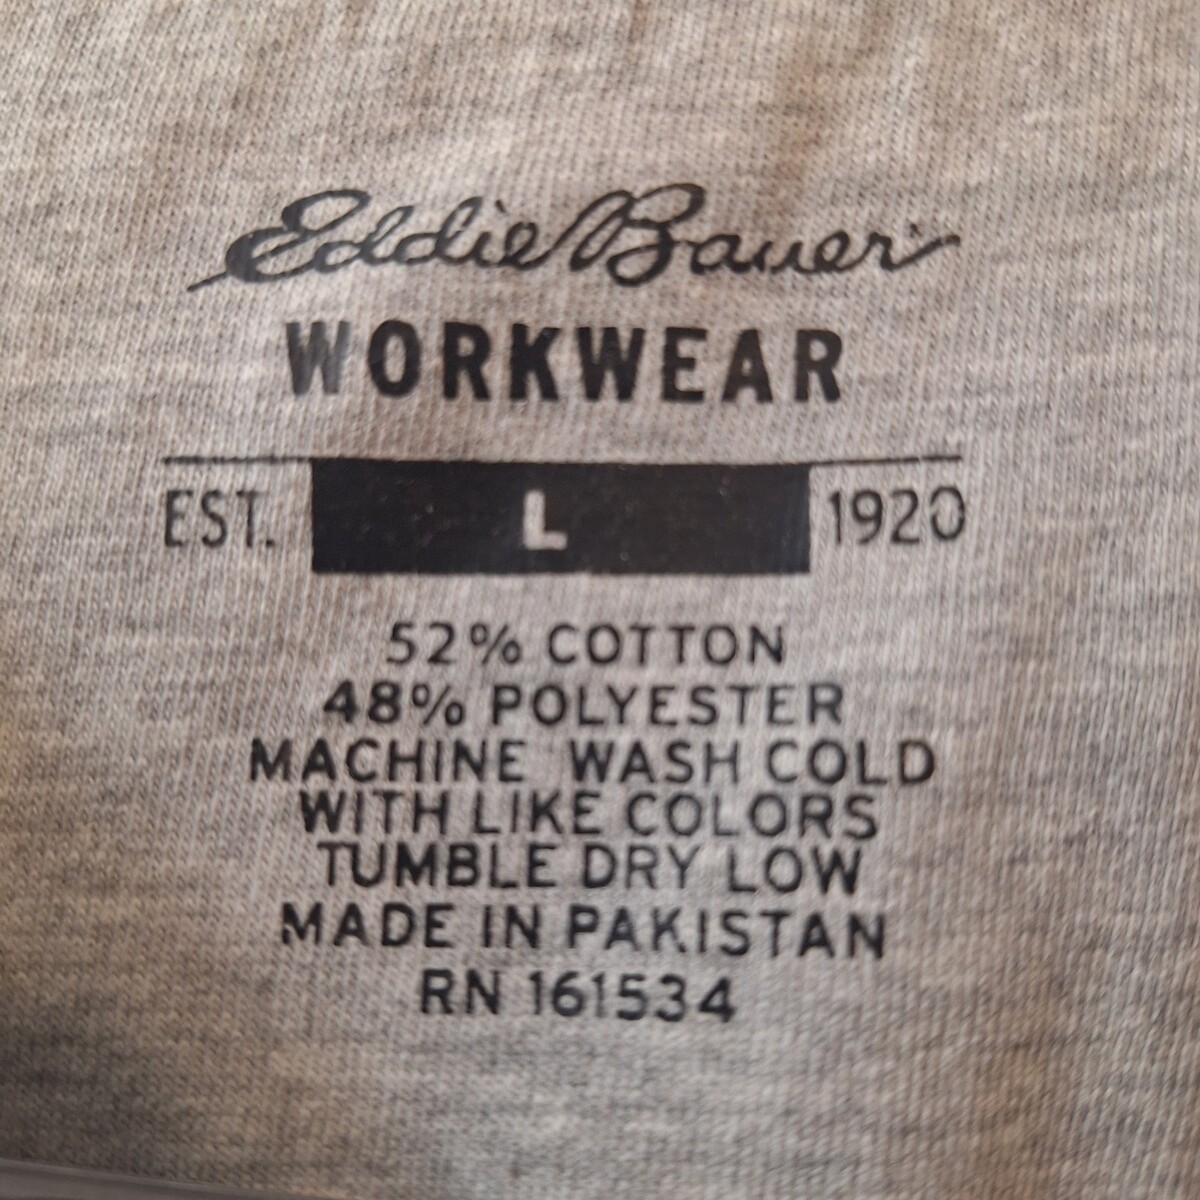 Eddie Bauer
WORKWEAR
EST. L 1920
52% COTTON
48% POLYESTER
MACHINE WASH COLD
WITH LIKE COLORS
TUMBLE DRY LOW
MADE IN PAKISTAN
RN 161534